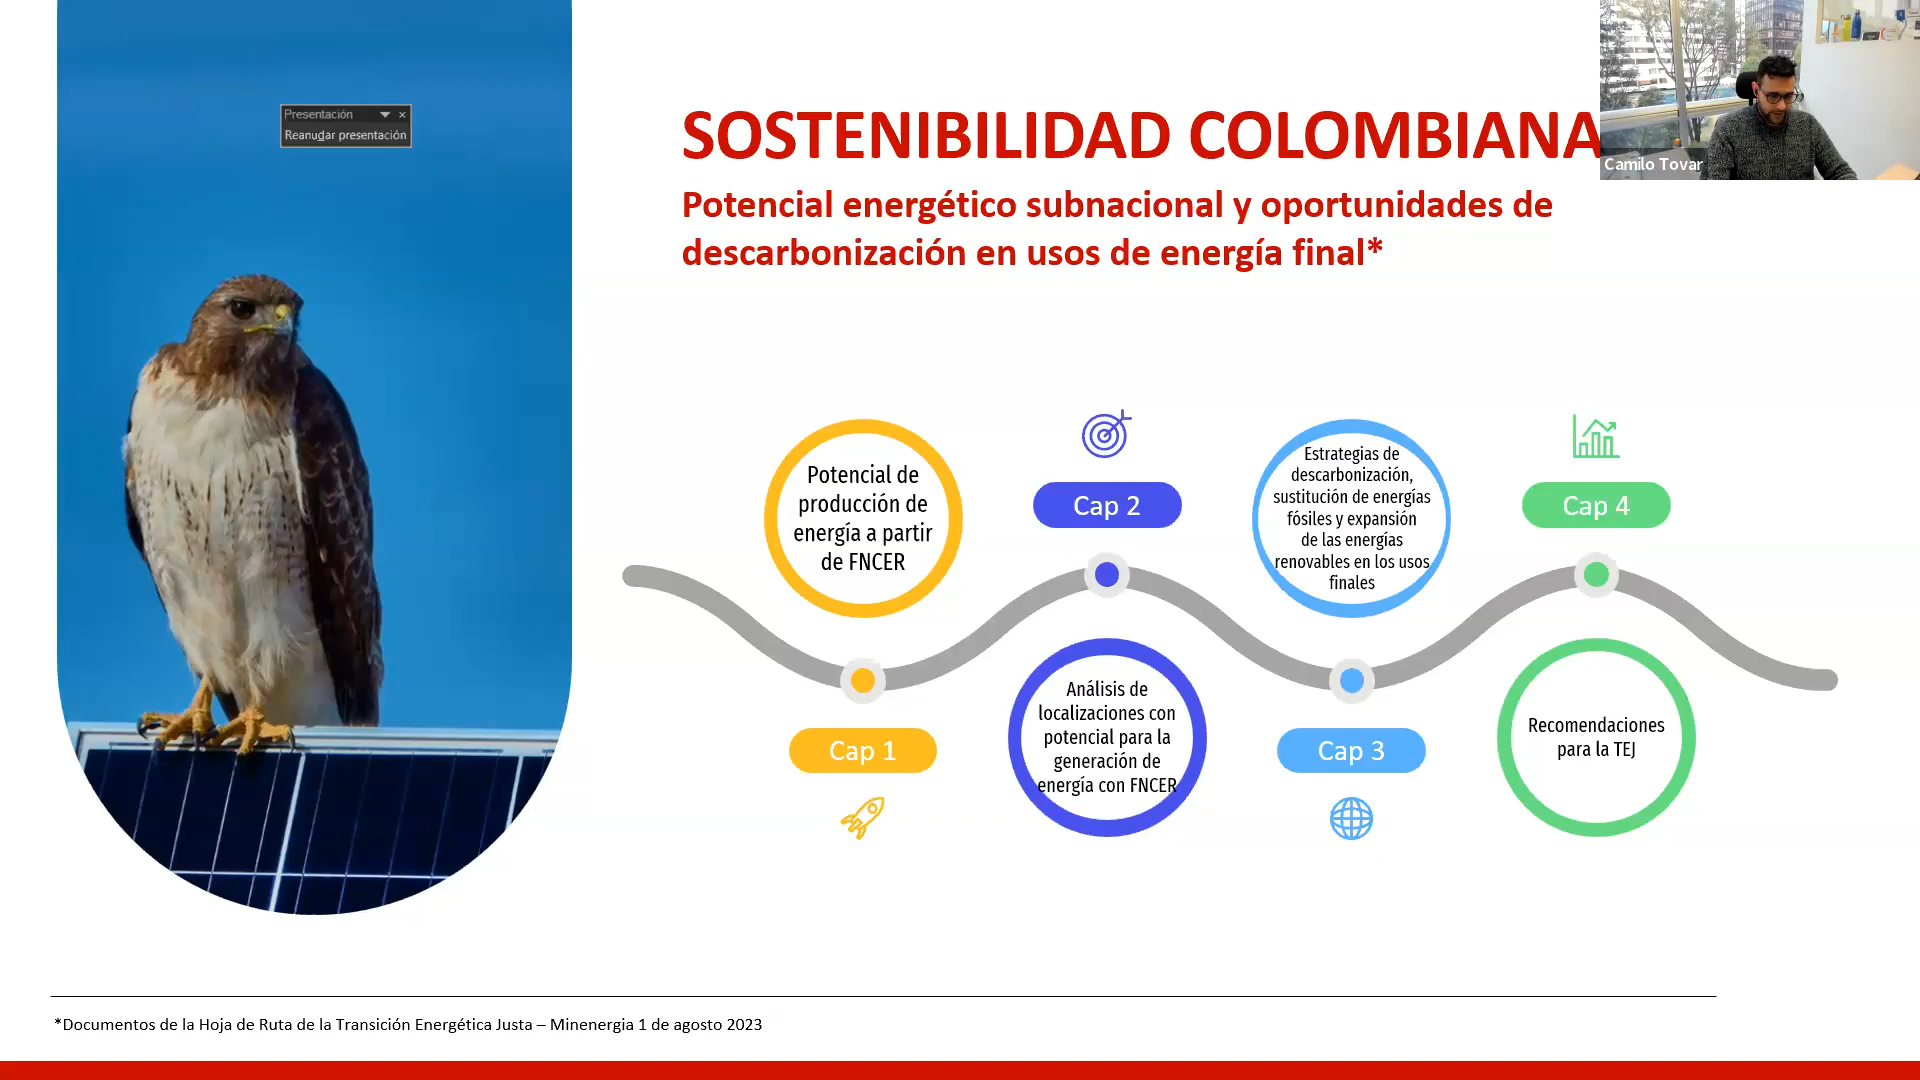 Presentación
Reanudar presentación
SOSTENIBILIDAD COLOMBIANA
Camilo Tovar
Potencial energético subnacional y oportunidades de
descarbonización en usos de energía final*
Potencial de
producción de
energía a partir
de FNCER
Cap 1
Cap 2
Análisis de
localizaciones con
potencial para la
generación de
energía con FNCER
Estrategias de
descarbonización,
sustitución de energías
fósiles y expansión
de las energías
renovables en los usos
finales
Cap 3
Cap 4
Recomendaciones
para la TEJ
*Documentos de la Hoja de Ruta de la Transición Energética Justa – Minenergia 1 de agosto 2023